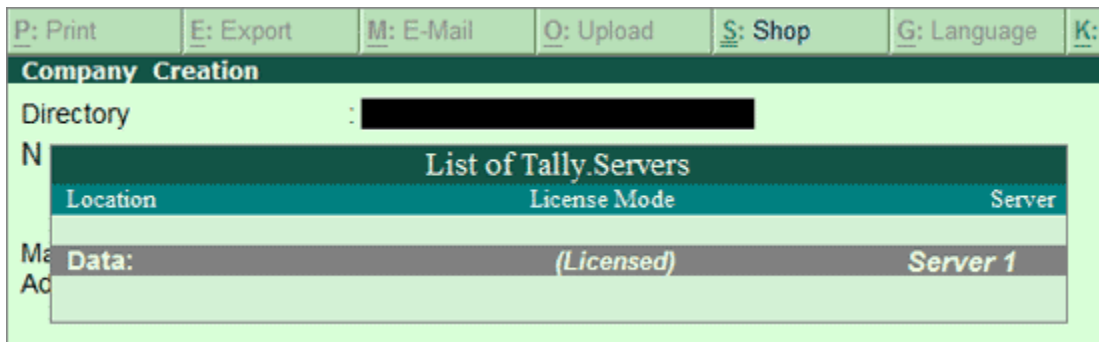 P: Print E: Export M: E-Mail O: Upload S: Shop G: Language K:
Company Creation
Directory :
N
List of Tally.Servers
Location License Mode Server
Ma
Data: (Licensed) Server 1
Ad